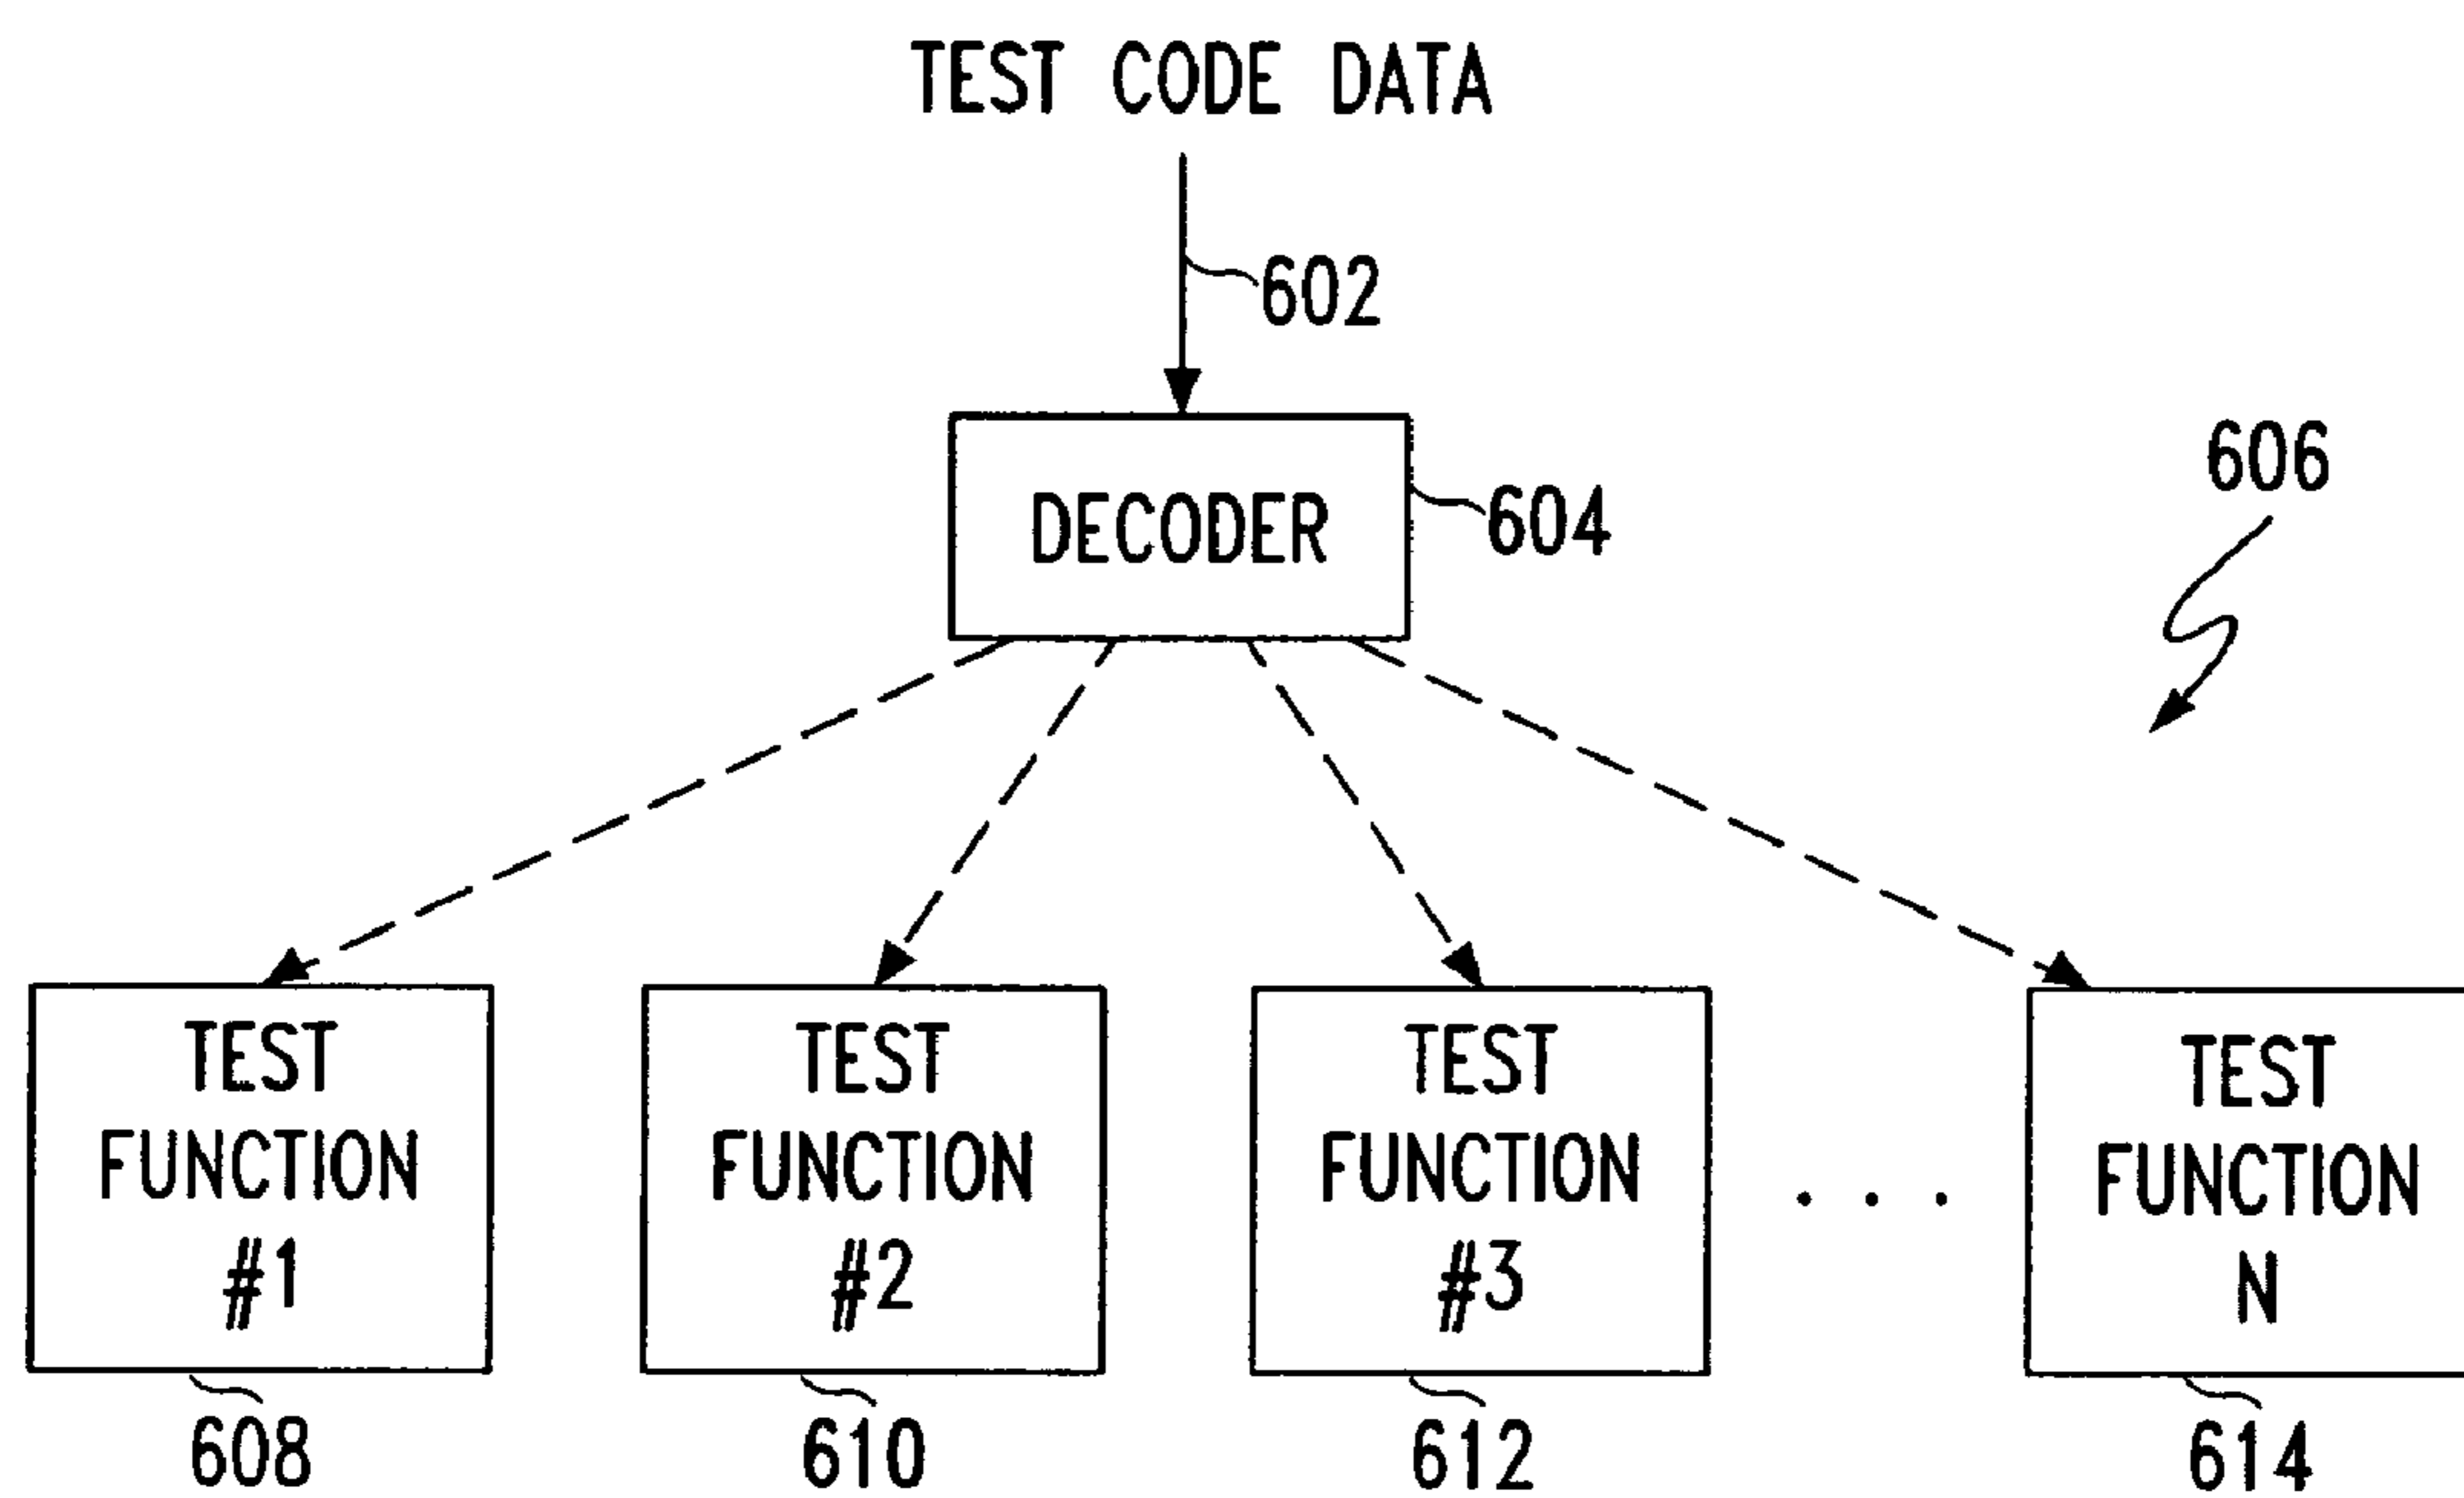 TEST CODE DATA
602
DECODER
604
606
TEST
FUNCTION
#1
TEST
FUNCTION
#2
TEST
FUNCTION
#3
. . .
TEST
FUNCTION
N
608
610
612
614